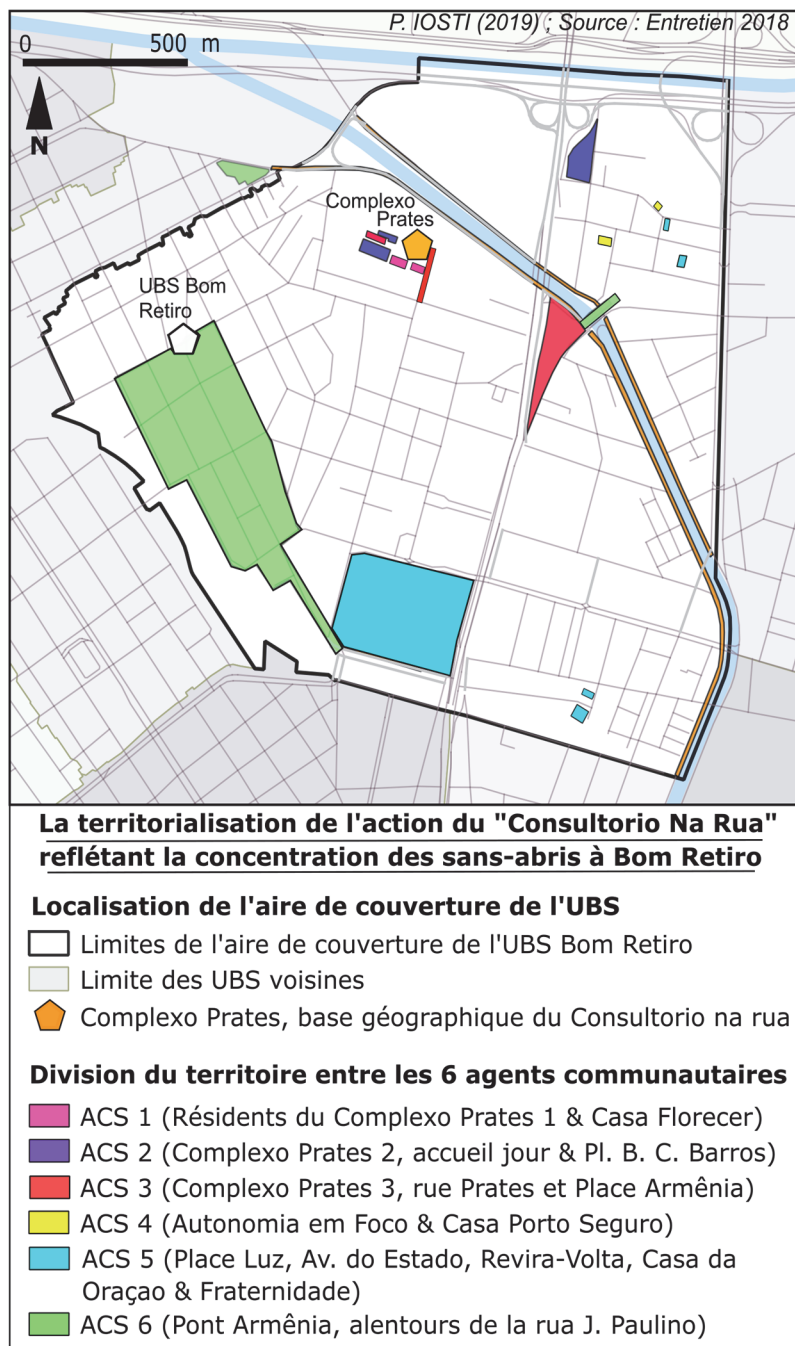 P. IOSTI (2019) ; Source : Entretien 2018
0 500 m
N
Complexo
Prates
UBS Bom
Retiro
La territorialisation de l'action du "Consultorio Na Rua"
reflétant la concentration des sans-abris à Bom Retiro
Localisation de l'aire de couverture de l'UBS
Limites de l'aire de couverture de l'UBS Bom Retiro
Limite des UBS voisines
Complexo Prates, base géographique du Consultorio na rua
Division du territoire entre les 6 agents communautaires
ACS 1 (Résidents du Complexo Prates 1 & Casa Florecer)
ACS 2 (Complexo Prates 2, accueil jour & Pl. B. C. Barros)
ACS 3 (Complexo Prates 3, rue Prates et Place Armênia)
ACS 4 (Autonomia em Foco & Casa Porto Seguro)
ACS 5 (Place Luz, Av. do Estado, Revira-Volta, Casa da
Oraçao & Fraternidade)
ACS 6 (Pont Armênia, alentours de la rua J. Paulino)